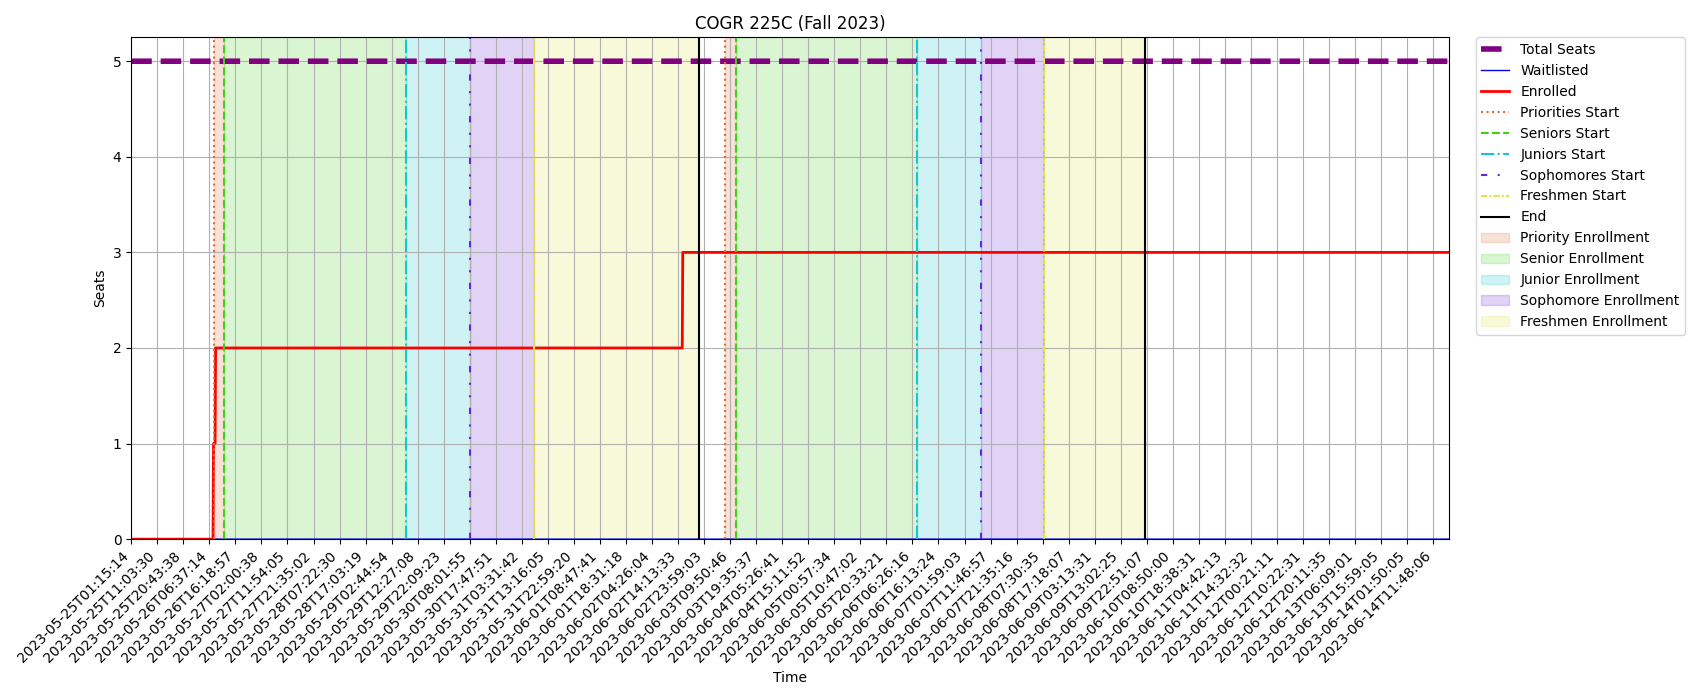 COGR 225C (Fall 2023)
Seats
5
4
3
2
1
0
2023-05-25T01:15:14
2023-05-25T11:03:30
2023-05-25T20:43:38
2023-05-26T06:37:14
2023-05-26T16:18:57
2023-05-27T02:00:38
2023-05-27T11:54:05
2023-05-27T21:35:02
2023-05-28T07:22:30
2023-05-28T17:03:19
2023-05-29T02:44:57
2023-05-29T12:27:08
2023-05-29T22:09:23
2023-05-30T08:01:55
2023-05-30T17:47:51
2023-05-31T03:31:42
2023-05-31T13:16:05
2023-05-31T22:59:20
2023-06-01T08:47:41
2023-06-01T18:31:18
2023-06-02T04:26:04
2023-06-02T14:13:33
2023-06-02T23:59:03
2023-06-03T09:50:46
2023-06-03T19:35:37
2023-06-04T05:26:41
2023-06-04T15:11:52
2023-06-05T00:57:34
2023-06-05T10:47:02
2023-06-05T20:33:21
2023-06-06T06:26:16
2023-06-06T16:13:24
2023-06-07T01:59:03
2023-06-07T11:46:57
2023-06-07T21:35:16
2023-06-08T07:30:35
2023-06-08T17:18:07
2023-06-09T03:13:31
2023-06-09T13:02:25
2023-06-09T22:51:07
2023-06-10T08:50:00
2023-06-10T18:38:31
2023-06-11T04:42:13
2023-06-11T14:32:32
2023-06-12T00:21:11
2023-06-12T10:22:31
2023-06-12T20:11:35
2023-06-13T06:09:01
2023-06-13T15:59:05
2023-06-14T01:50:05
2023-06-14T11:48:06
Time
Total Seats
Waitlisted
Enrolled
Priorities Start
Seniors Start
Juniors Start
Sophomores Start
Freshmen Start
End
Priority Enrollment
Senior Enrollment
Junior Enrollment
Sophomore Enrollment
Freshmen Enrollment